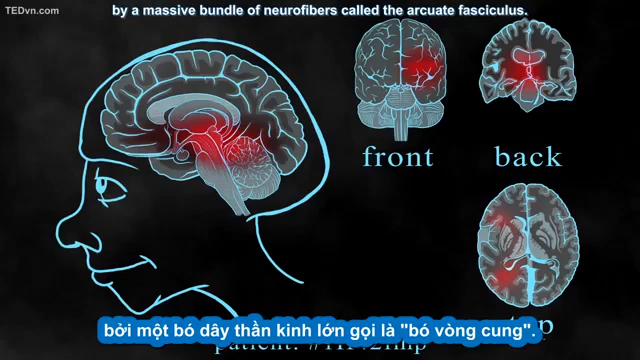 TEDvn.com
by a massive bundle of neurofibers called the arcuate fasciculus.
front
back
bởi một bó dây thần kinh lớn gọi là "bó vòng cung".